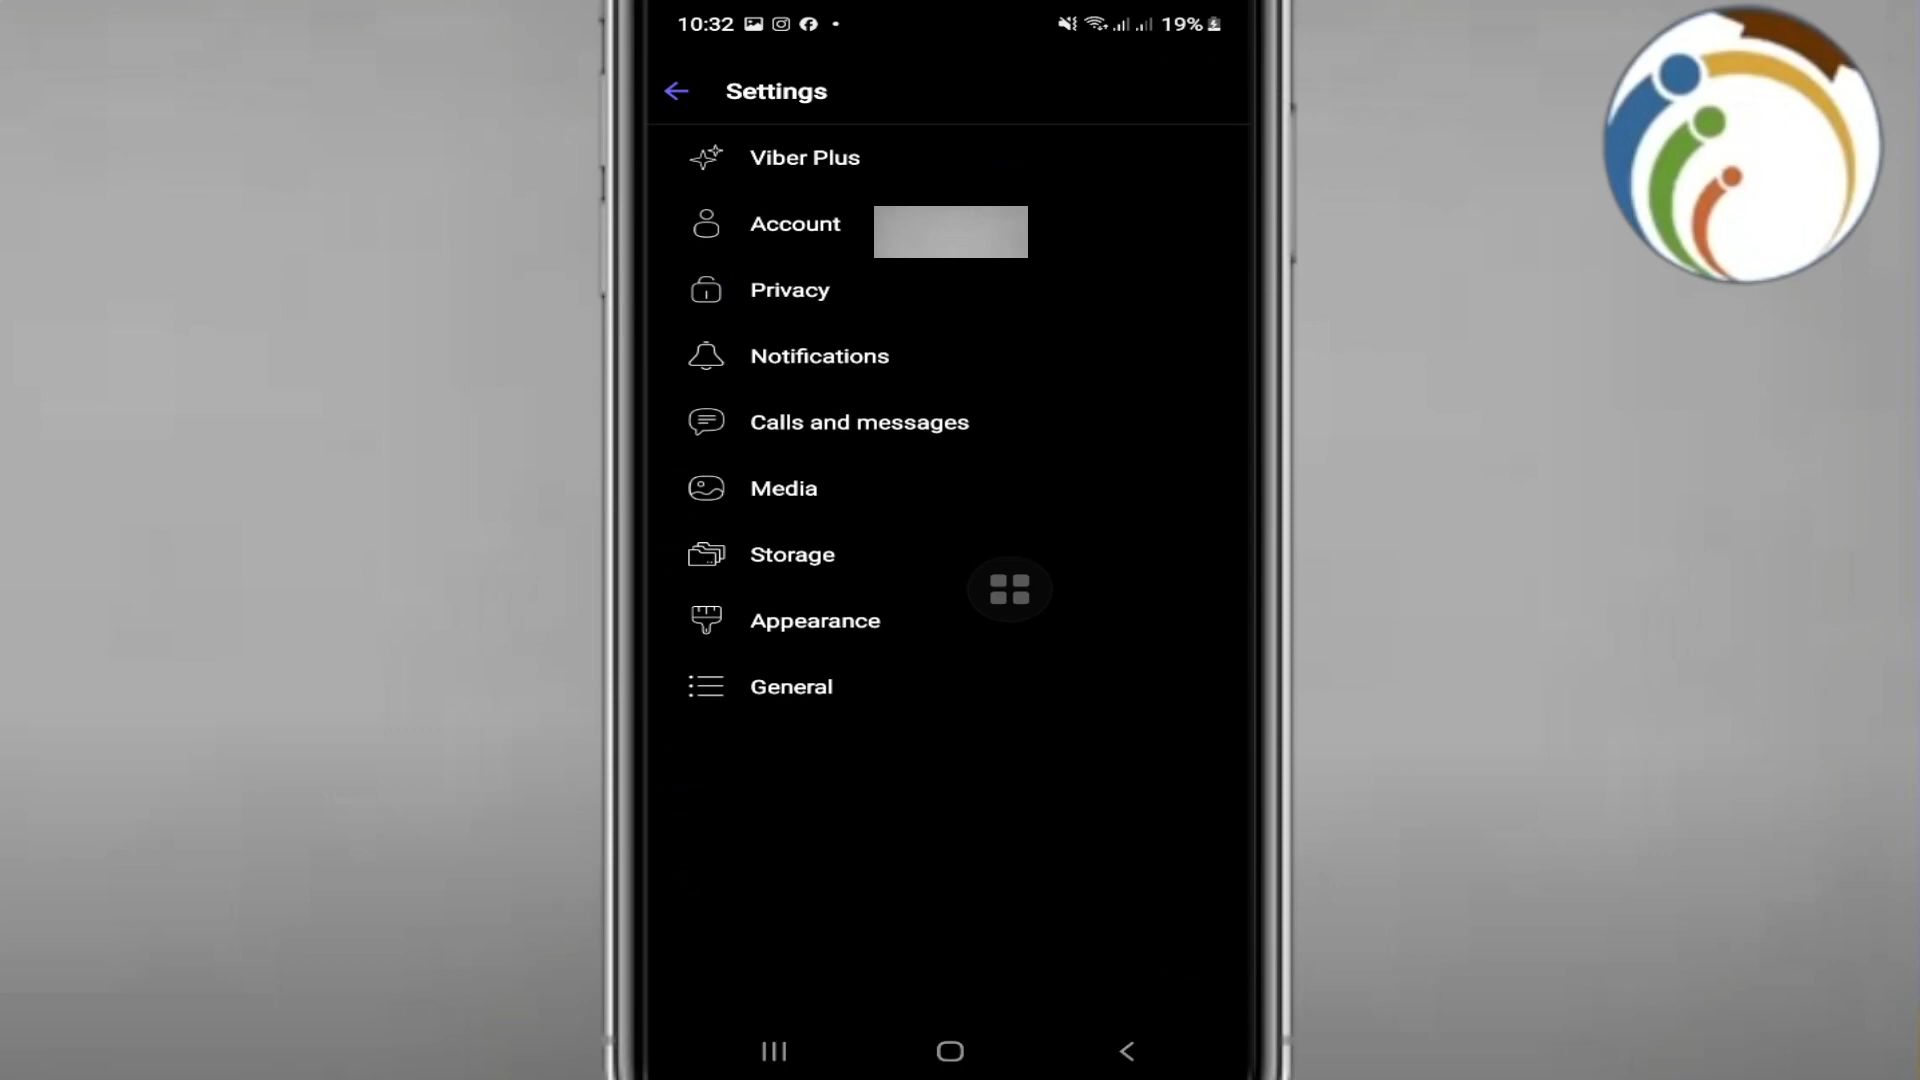 10:32 19%
Settings
Viber Plus
Account
Privacy
Notifications
Calls and messages
Media
Storage
Appearance
General